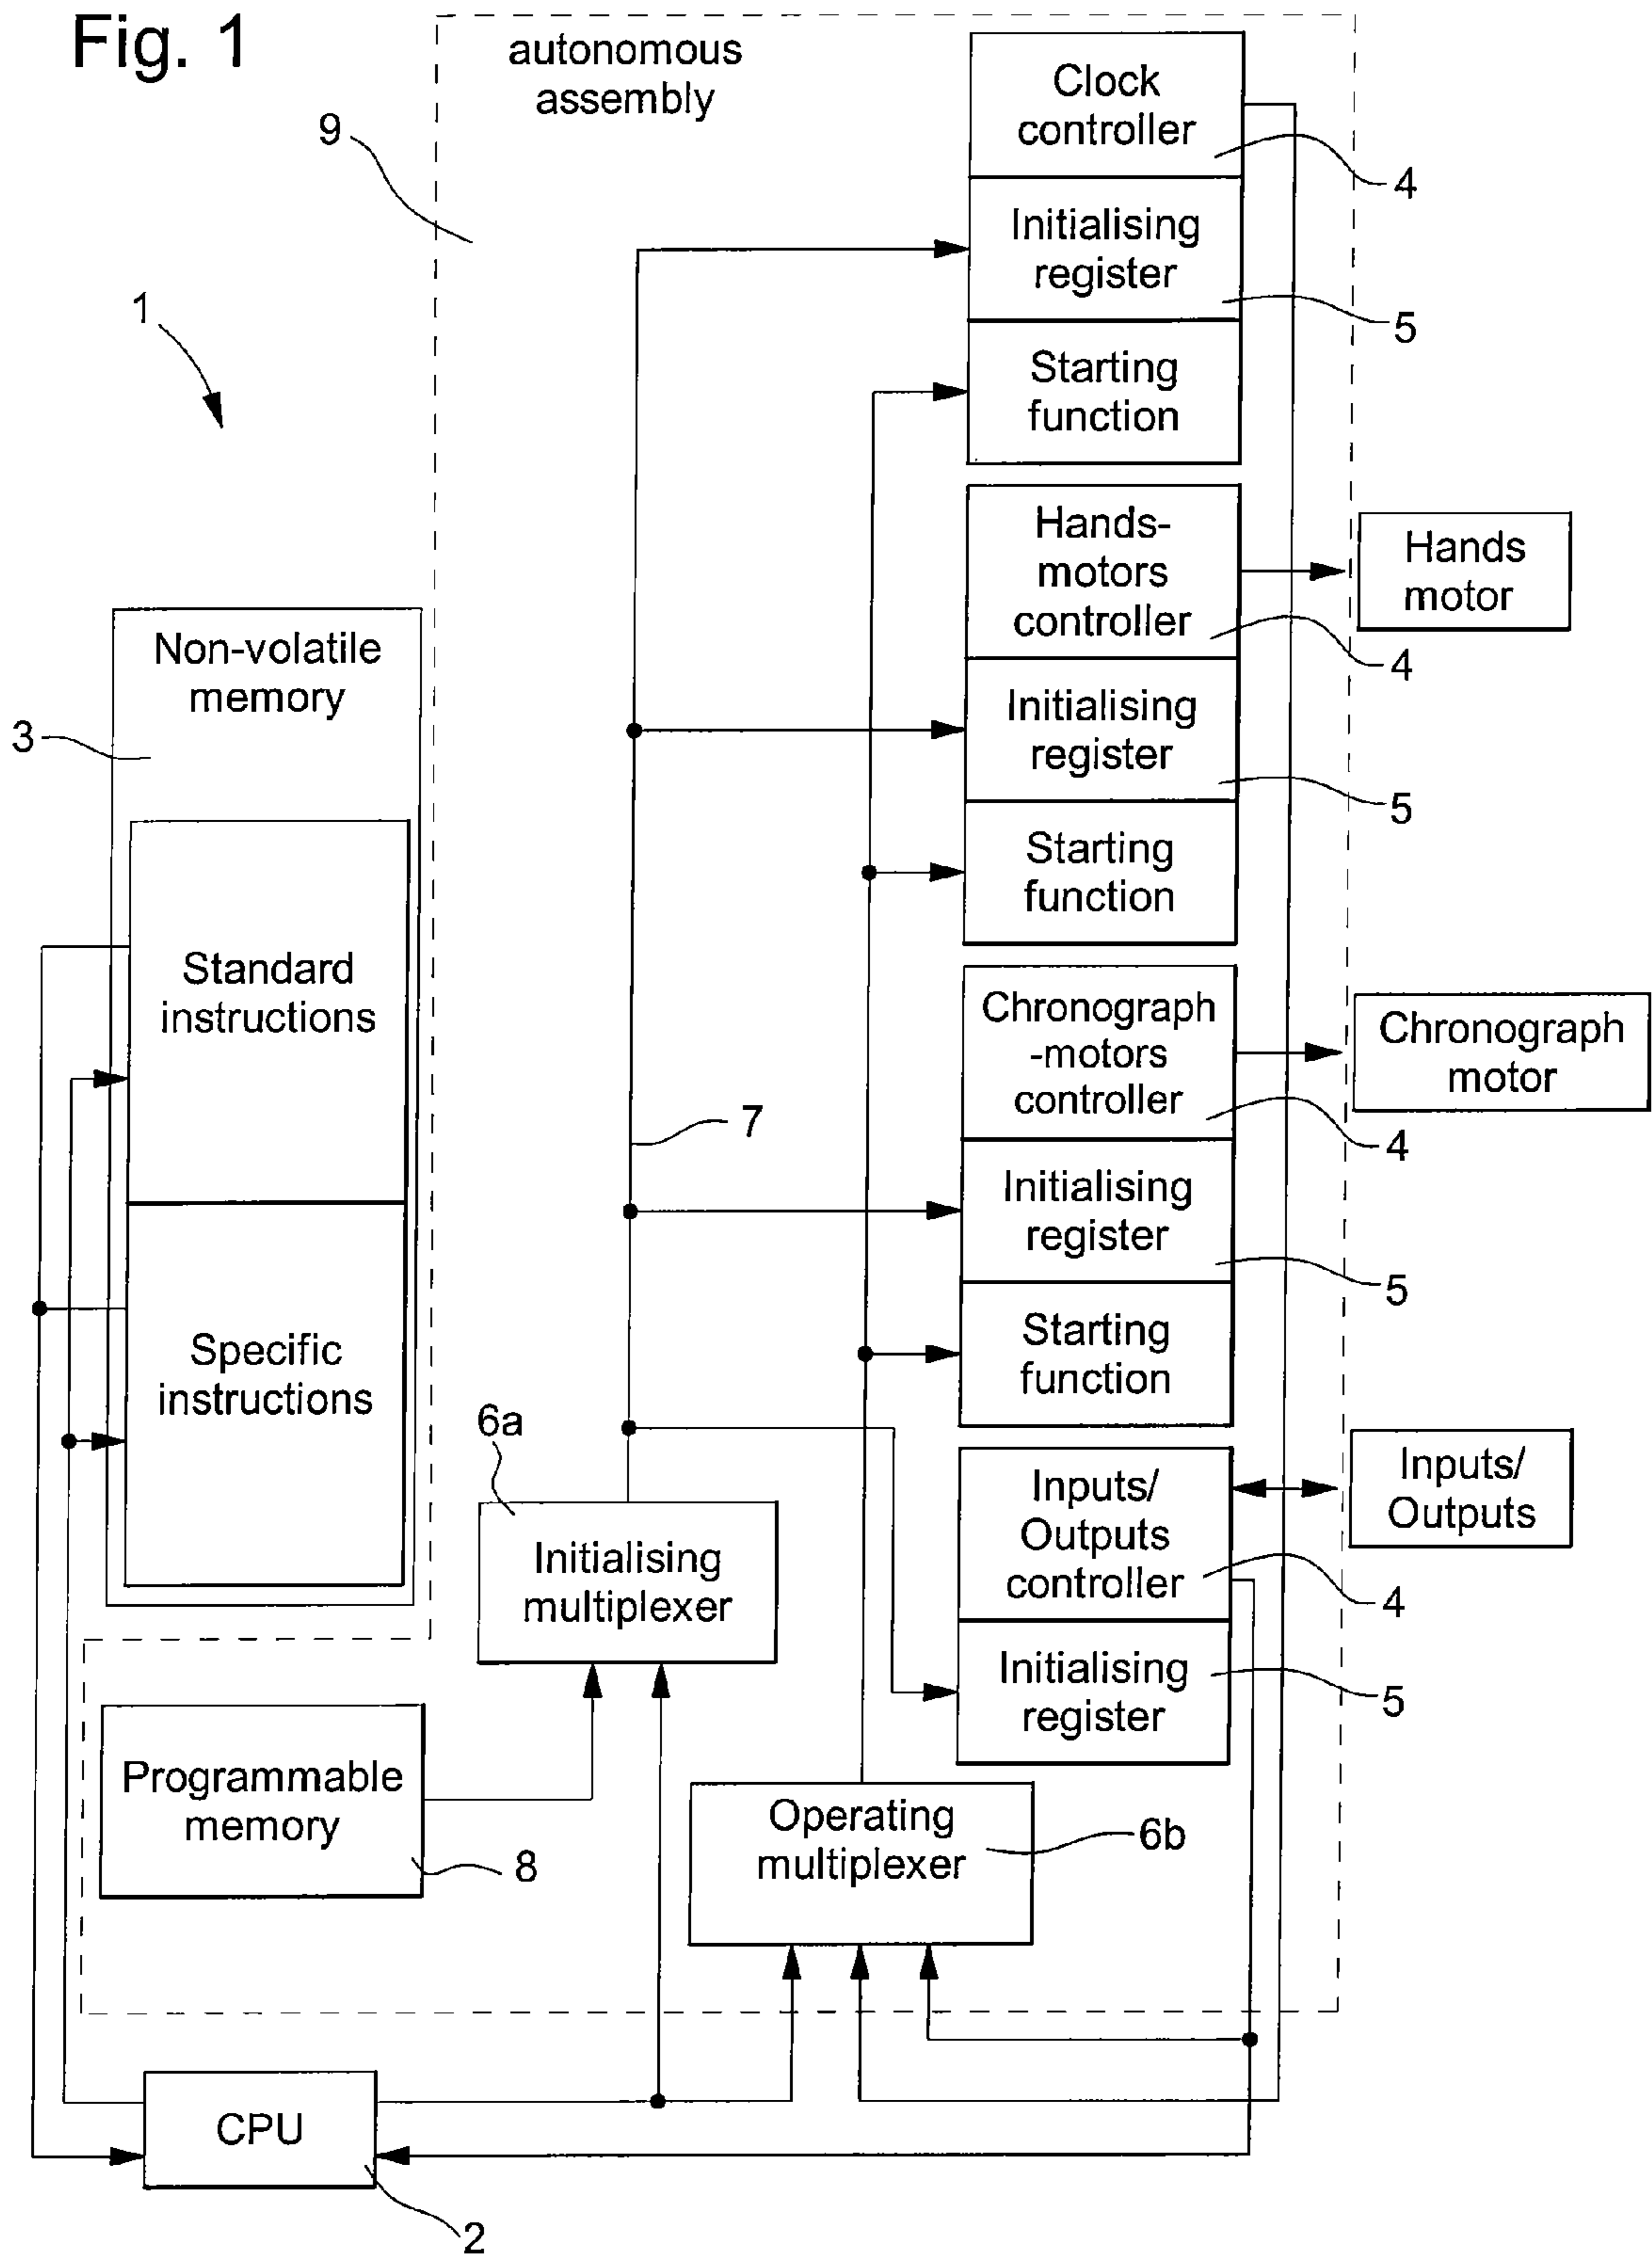 Fig. 1
autonomous
assembly
9
1
Clock
controller
4
Initialising
register
5
Starting
function
Hands-
motors
controller
4
Hands
motor
Initialising
register
5
Starting
function
Non-volatile
memory
3
Standard
instructions
Specific
instructions
Chronograph
-motors
controller
4
Chronograph
motor
7
Initialising
register
5
Starting
function
6a
Initialising
multiplexer
Inputs/
Outputs
controller
4
Inputs/
Outputs
Initialising
register
5
Programmable
memory
8
Operating
multiplexer
6b
CPU
2